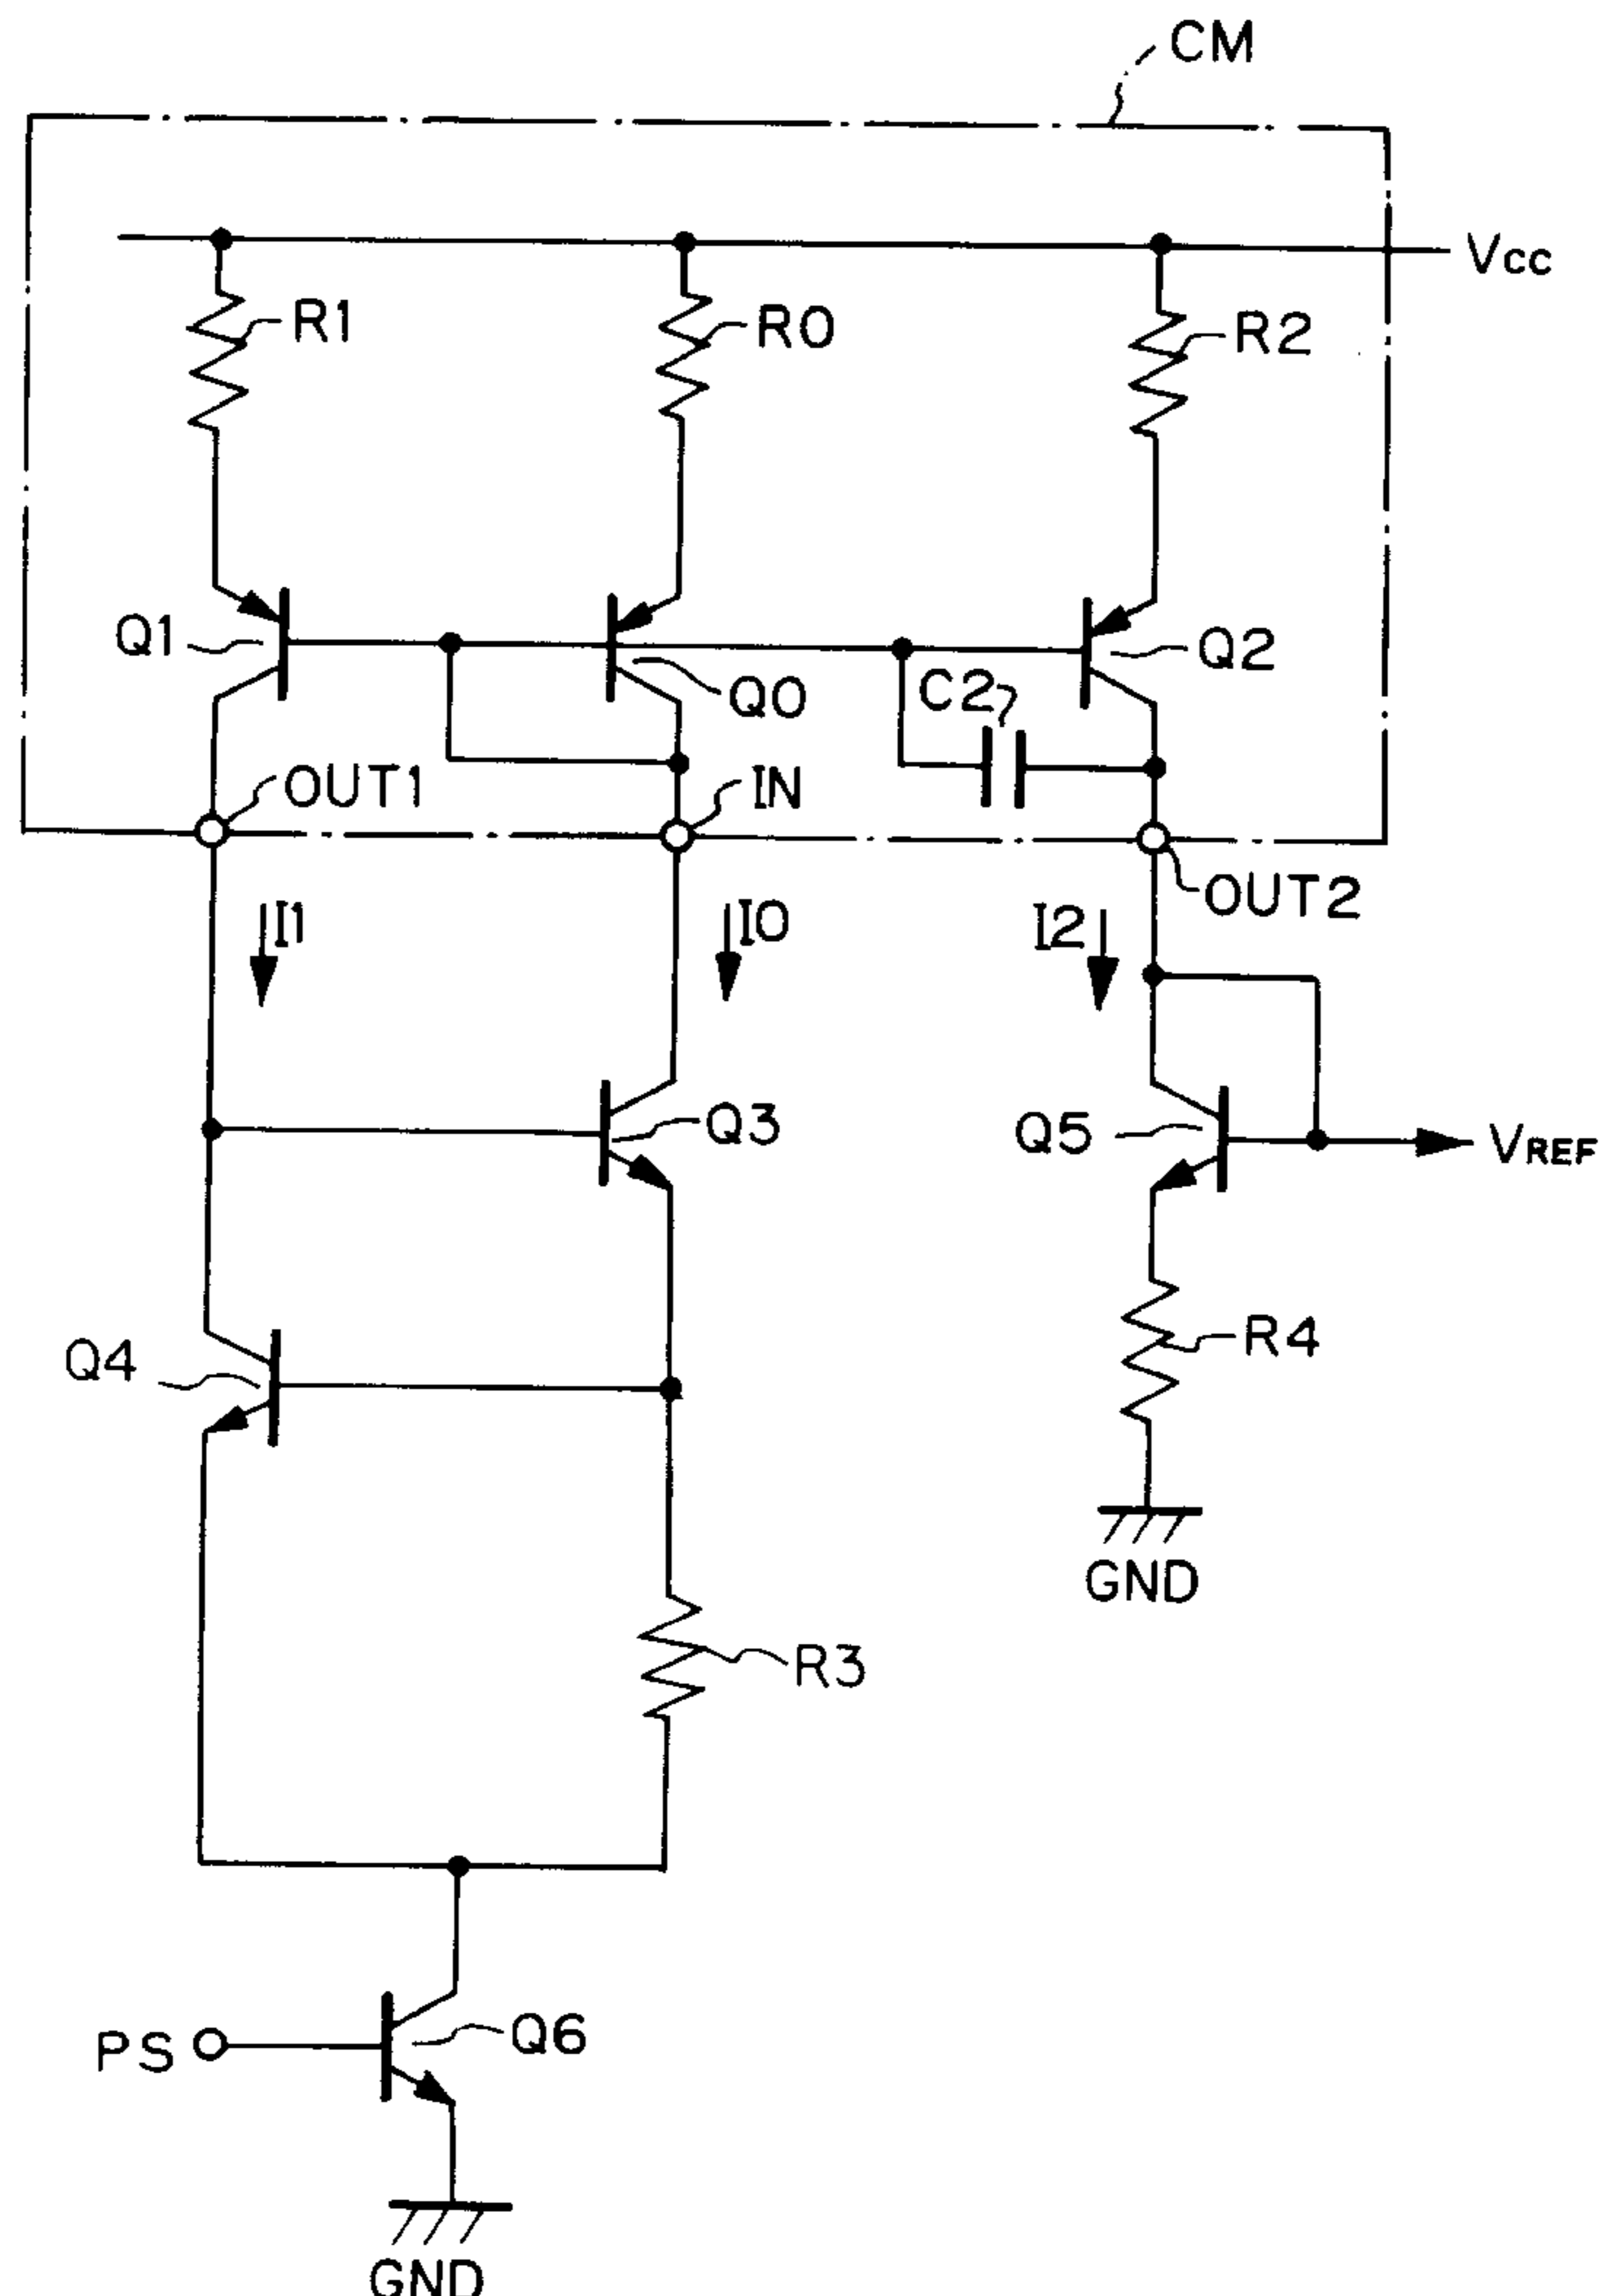 CM
Vcc
R1
R0
R2
Q1
Q0
C2
Q2
OUT1
IN
OUT2
I1
I0
I2
Q3
Q5
VREF
Q4
R4
GND
R3
PS
Q6
GND